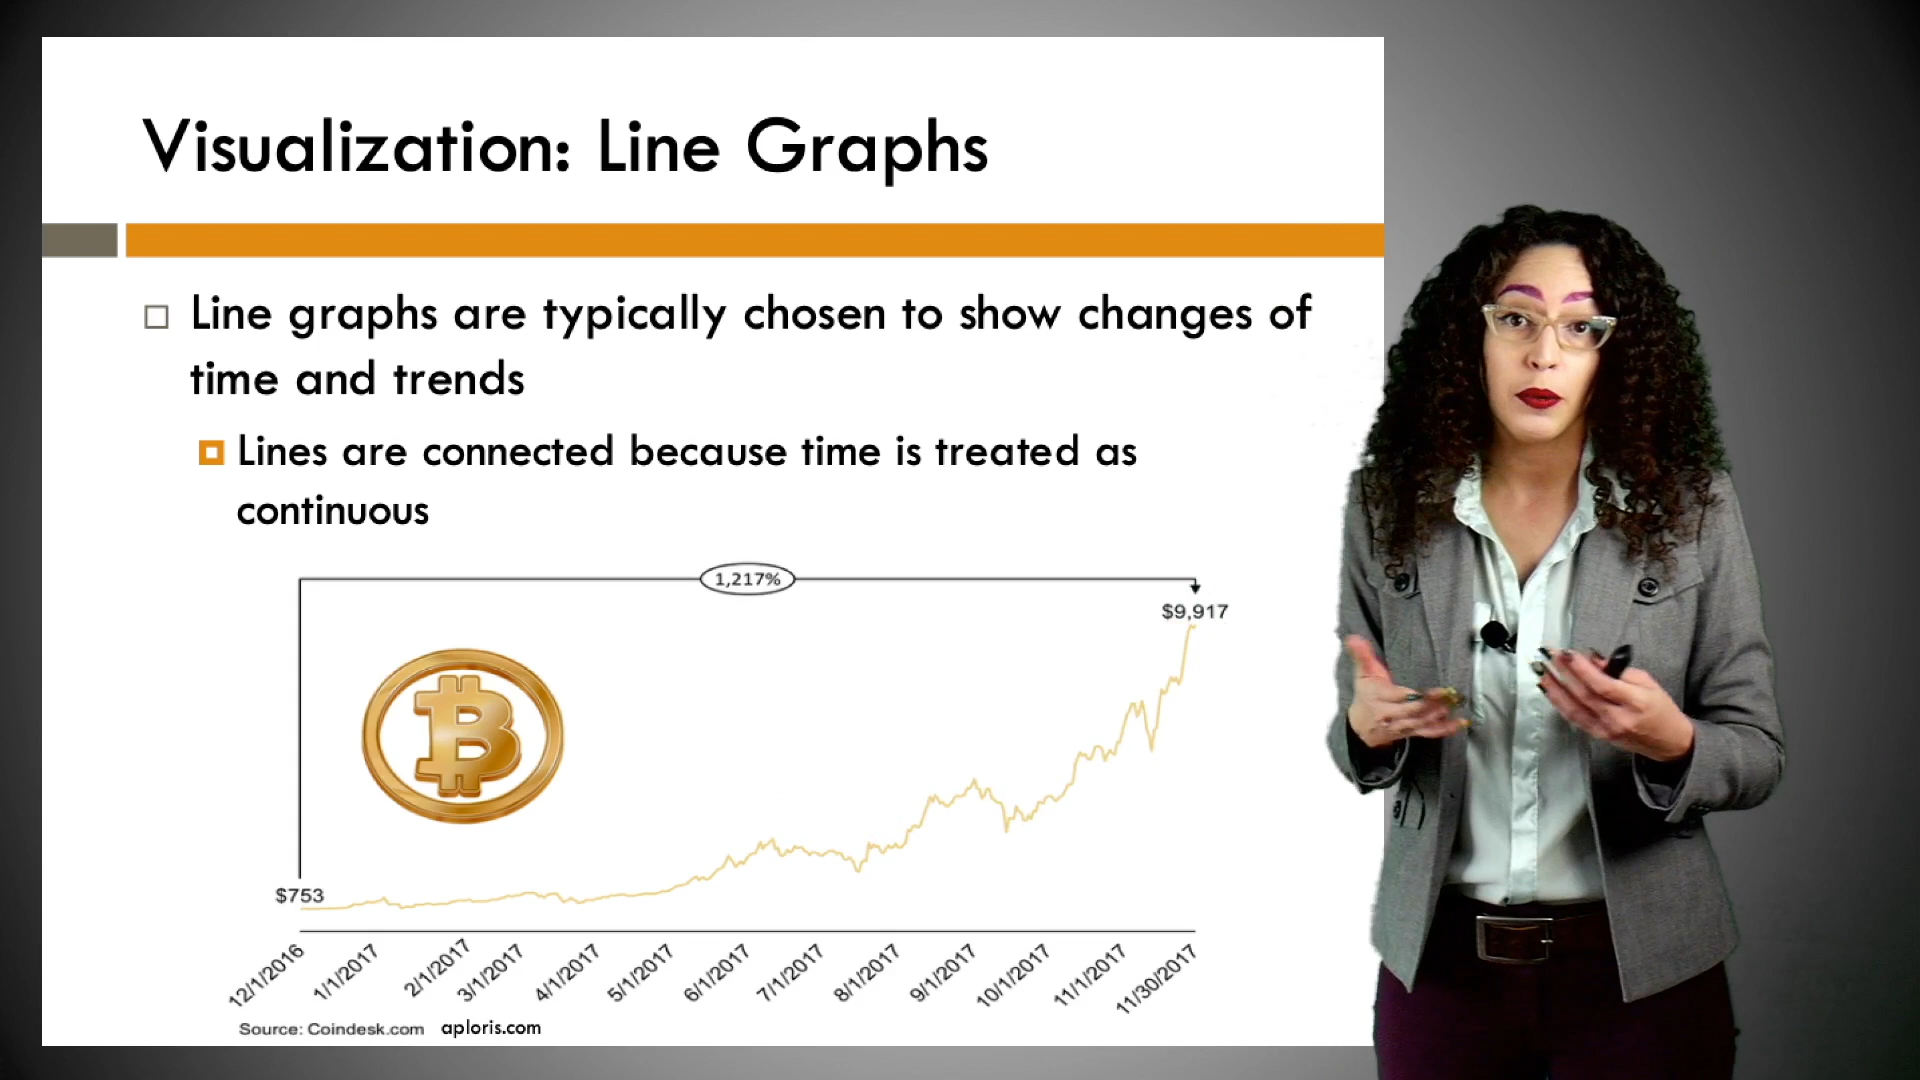 Visualization: Line Graphs
Line graphs are typically chosen to show changes of
time and trends
Lines are connected because time is treated as
continuous
1,217%
$9,917
$753
12/1/2016
1/1/2017
2/1/2017
3/1/2017
4/1/2017
5/1/2017
6/1/2017
7/1/2017
8/1/2017
9/1/2017
10/1/2017
11/1/2017
11/30/2017
Source: Coindesk.com aploris.com